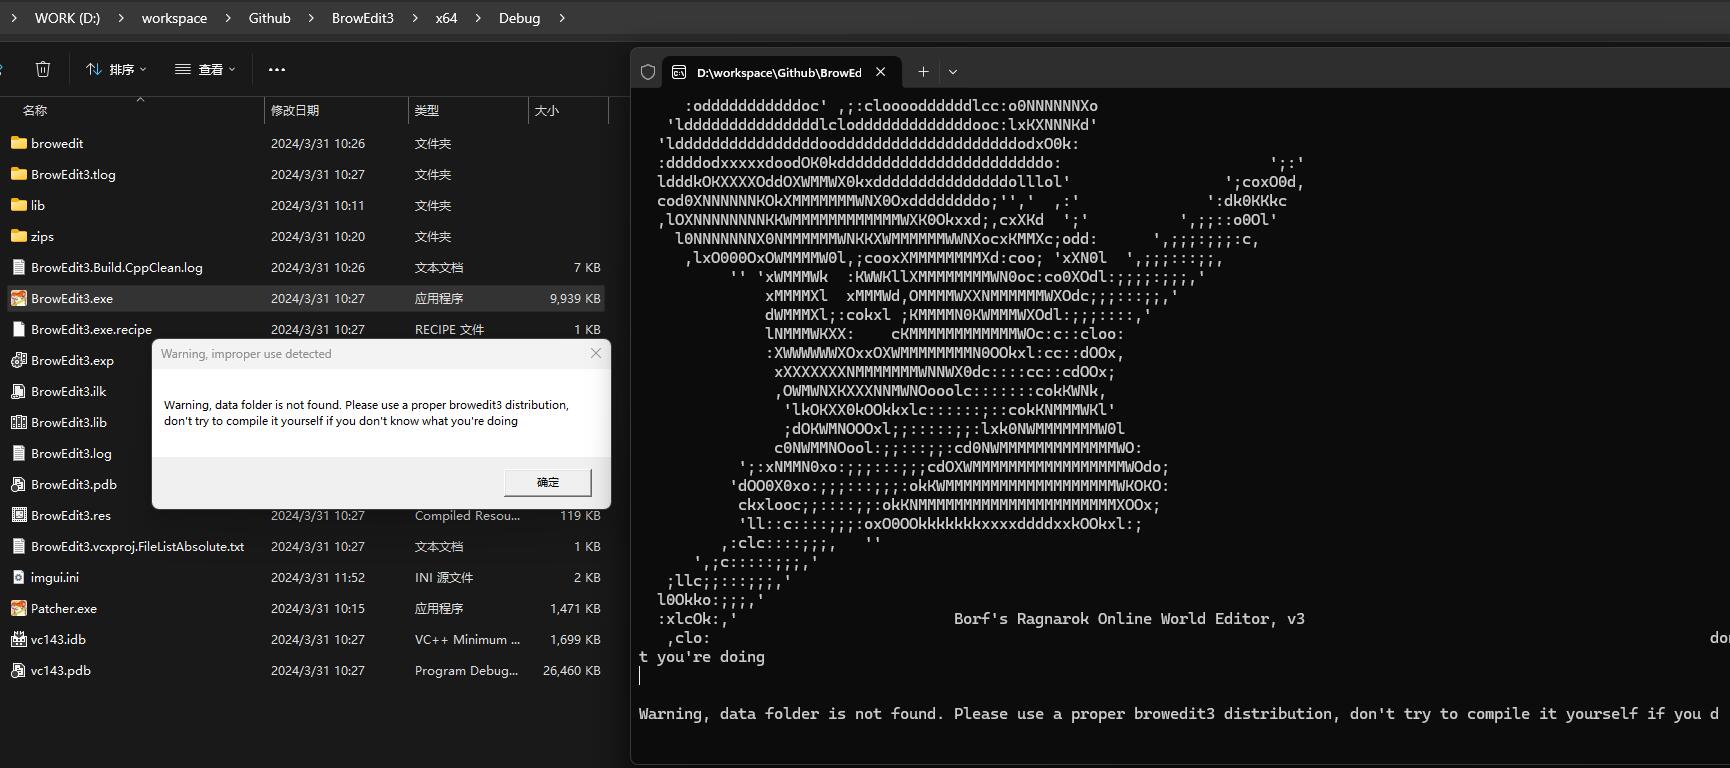 WORK (D:) workspace Github BrowEdit3 x64 Debug
排序 查看
D:\workspace\Github\BrowEd
名称 修改日期 类型 大小
browedit 2024/3/31 10:26 文件夹
BrowEdit3.tlog 2024/3/31 10:27 文件夹
lib 2024/3/31 10:11 文件夹
zips 2024/3/31 10:20 文件夹
BrowEdit3.Build.CppClean.log 2024/3/31 10:26 文本文档 7 KB
BrowEdit3.exe 2024/3/31 10:27 应用程序 9,939 KB
BrowEdit3.exe.recipe 2024/3/31 10:27 RECIPE 文件 1 KB
BrowEdit3.exp
BrowEdit3.ilk
BrowEdit3.lib
BrowEdit3.log
BrowEdit3.pdb
BrowEdit3.res 2024/3/31 10:27 Compiled Resou... 119 KB
BrowEdit3.vcxproj.FileListAbsolute.txt 2024/3/31 10:27 文本文档 1 KB
imgui.ini 2024/3/31 11:52 INI 源文件 2 KB
Patcher.exe 2024/3/31 10:15 应用程序 1,471 KB
vc143.idb 2024/3/31 10:27 VC++ Minimum ... 1,699 KB
vc143.pdb 2024/3/31 10:27 Program Debug... 26,460 KB
Warning, improper use detected
Warning, data folder is not found. Please use a proper browedit3 distribution,
don't try to compile it yourself if you don't know what you're doing
确定
Borf's Ragnarok Online World Editor, v3
t you're doing
Warning, data folder is not found. Please use a proper browedit3 distribution, don't try to compile it yourself if you d